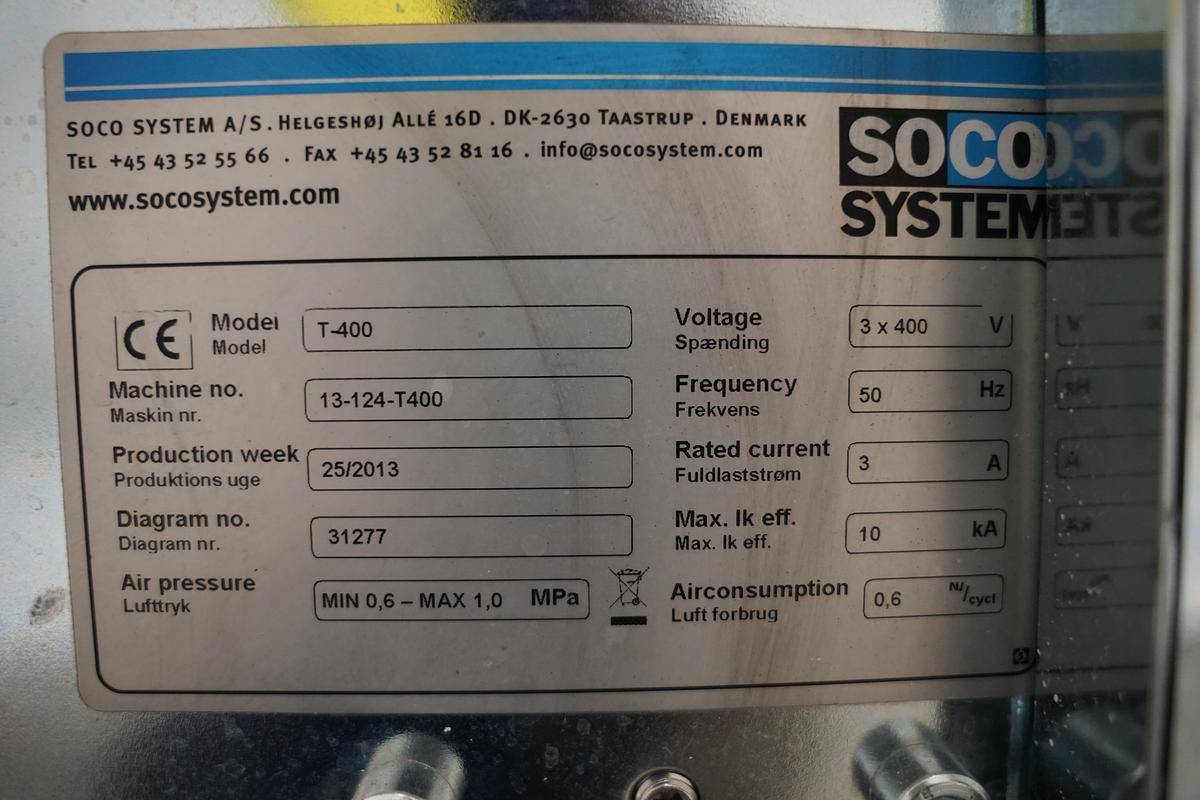 SOCO SYSTEM A/S . HELGESHØJ ALLÉ 16D . DK-2630 TAASTRUP . DENMARK
TEL +45 43 52 55 66 . FAX +45 43 52 81 16 . info@socosystem.com
www.socosystem.com
SOCO
SYSTEM
CE Model T-400
Model
Machine no. 13-124-T400
Maskin nr.
Production week 25/2013
Produktions uge
Diagram no. 31277
Diagram nr.
Air pressure MIN 0,6 – MAX 1,0 MPa
Lufttryk
Voltage 3 x 400 V
Spænding
Frequency 50 Hz
Frekvens
Rated current 3 A
Fuldlaststrøm
Max. Ik eff. 10 kA
Max. Ik eff.
Airconsumption 0,6 Nl/cycl
Luft forbrug